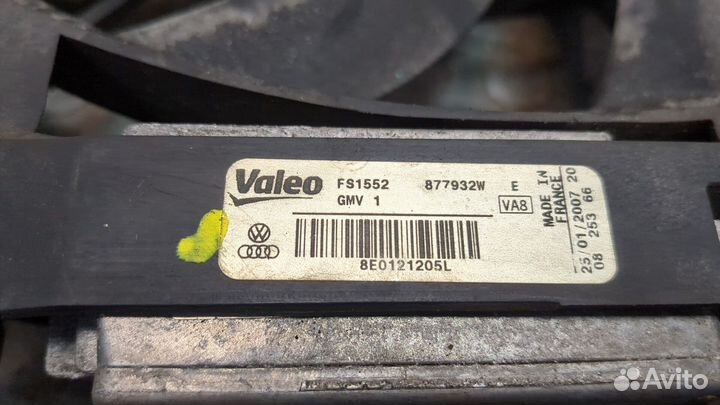 Valeo FS1552 877932W E
GMV 1 VA8
8E0121205L
MADE IN
FRANCE
25/01/2007 20
08 253 66
Avito